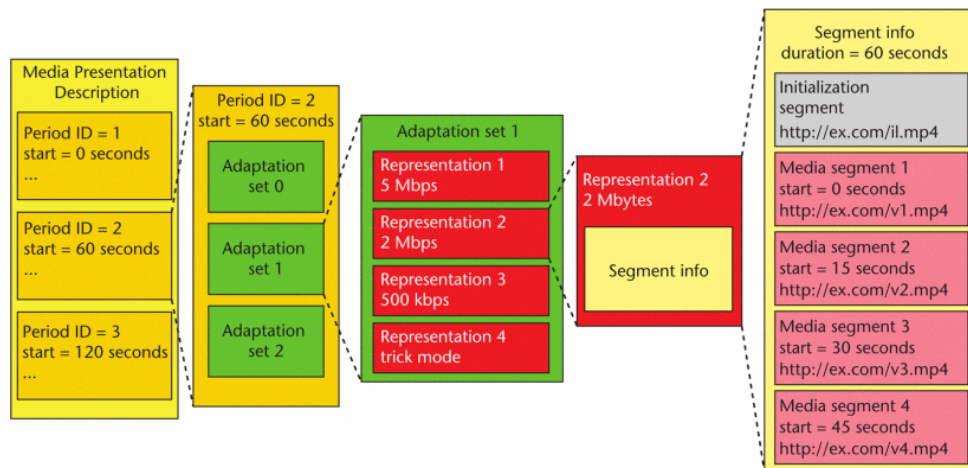 Media Presentation
Description
Period ID = 1
start = 0 seconds
...
Period ID = 2
start = 60 seconds
...
Period ID = 3
start = 120 seconds
...
Period ID = 2
start = 60 seconds
Adaptation
set 0
Adaptation
set 1
Adaptation
set 2
Adaptation set 1
Representation 1
5 Mbps
Representation 2
2 Mbps
Representation 3
500 kbps
Representation 4
trick mode
Representation 2
2 Mbytes
Segment info
Segment info
duration = 60 seconds
Initialization
segment
http://ex.com/il.mp4
Media segment 1
start = 0 seconds
http://ex.com/v1.mp4
Media segment 2
start = 15 seconds
http://ex.com/v2.mp4
Media segment 3
start = 30 seconds
http://ex.com/v3.mp4
Media segment 4
start = 45 seconds
http://ex.com/v4.mp4